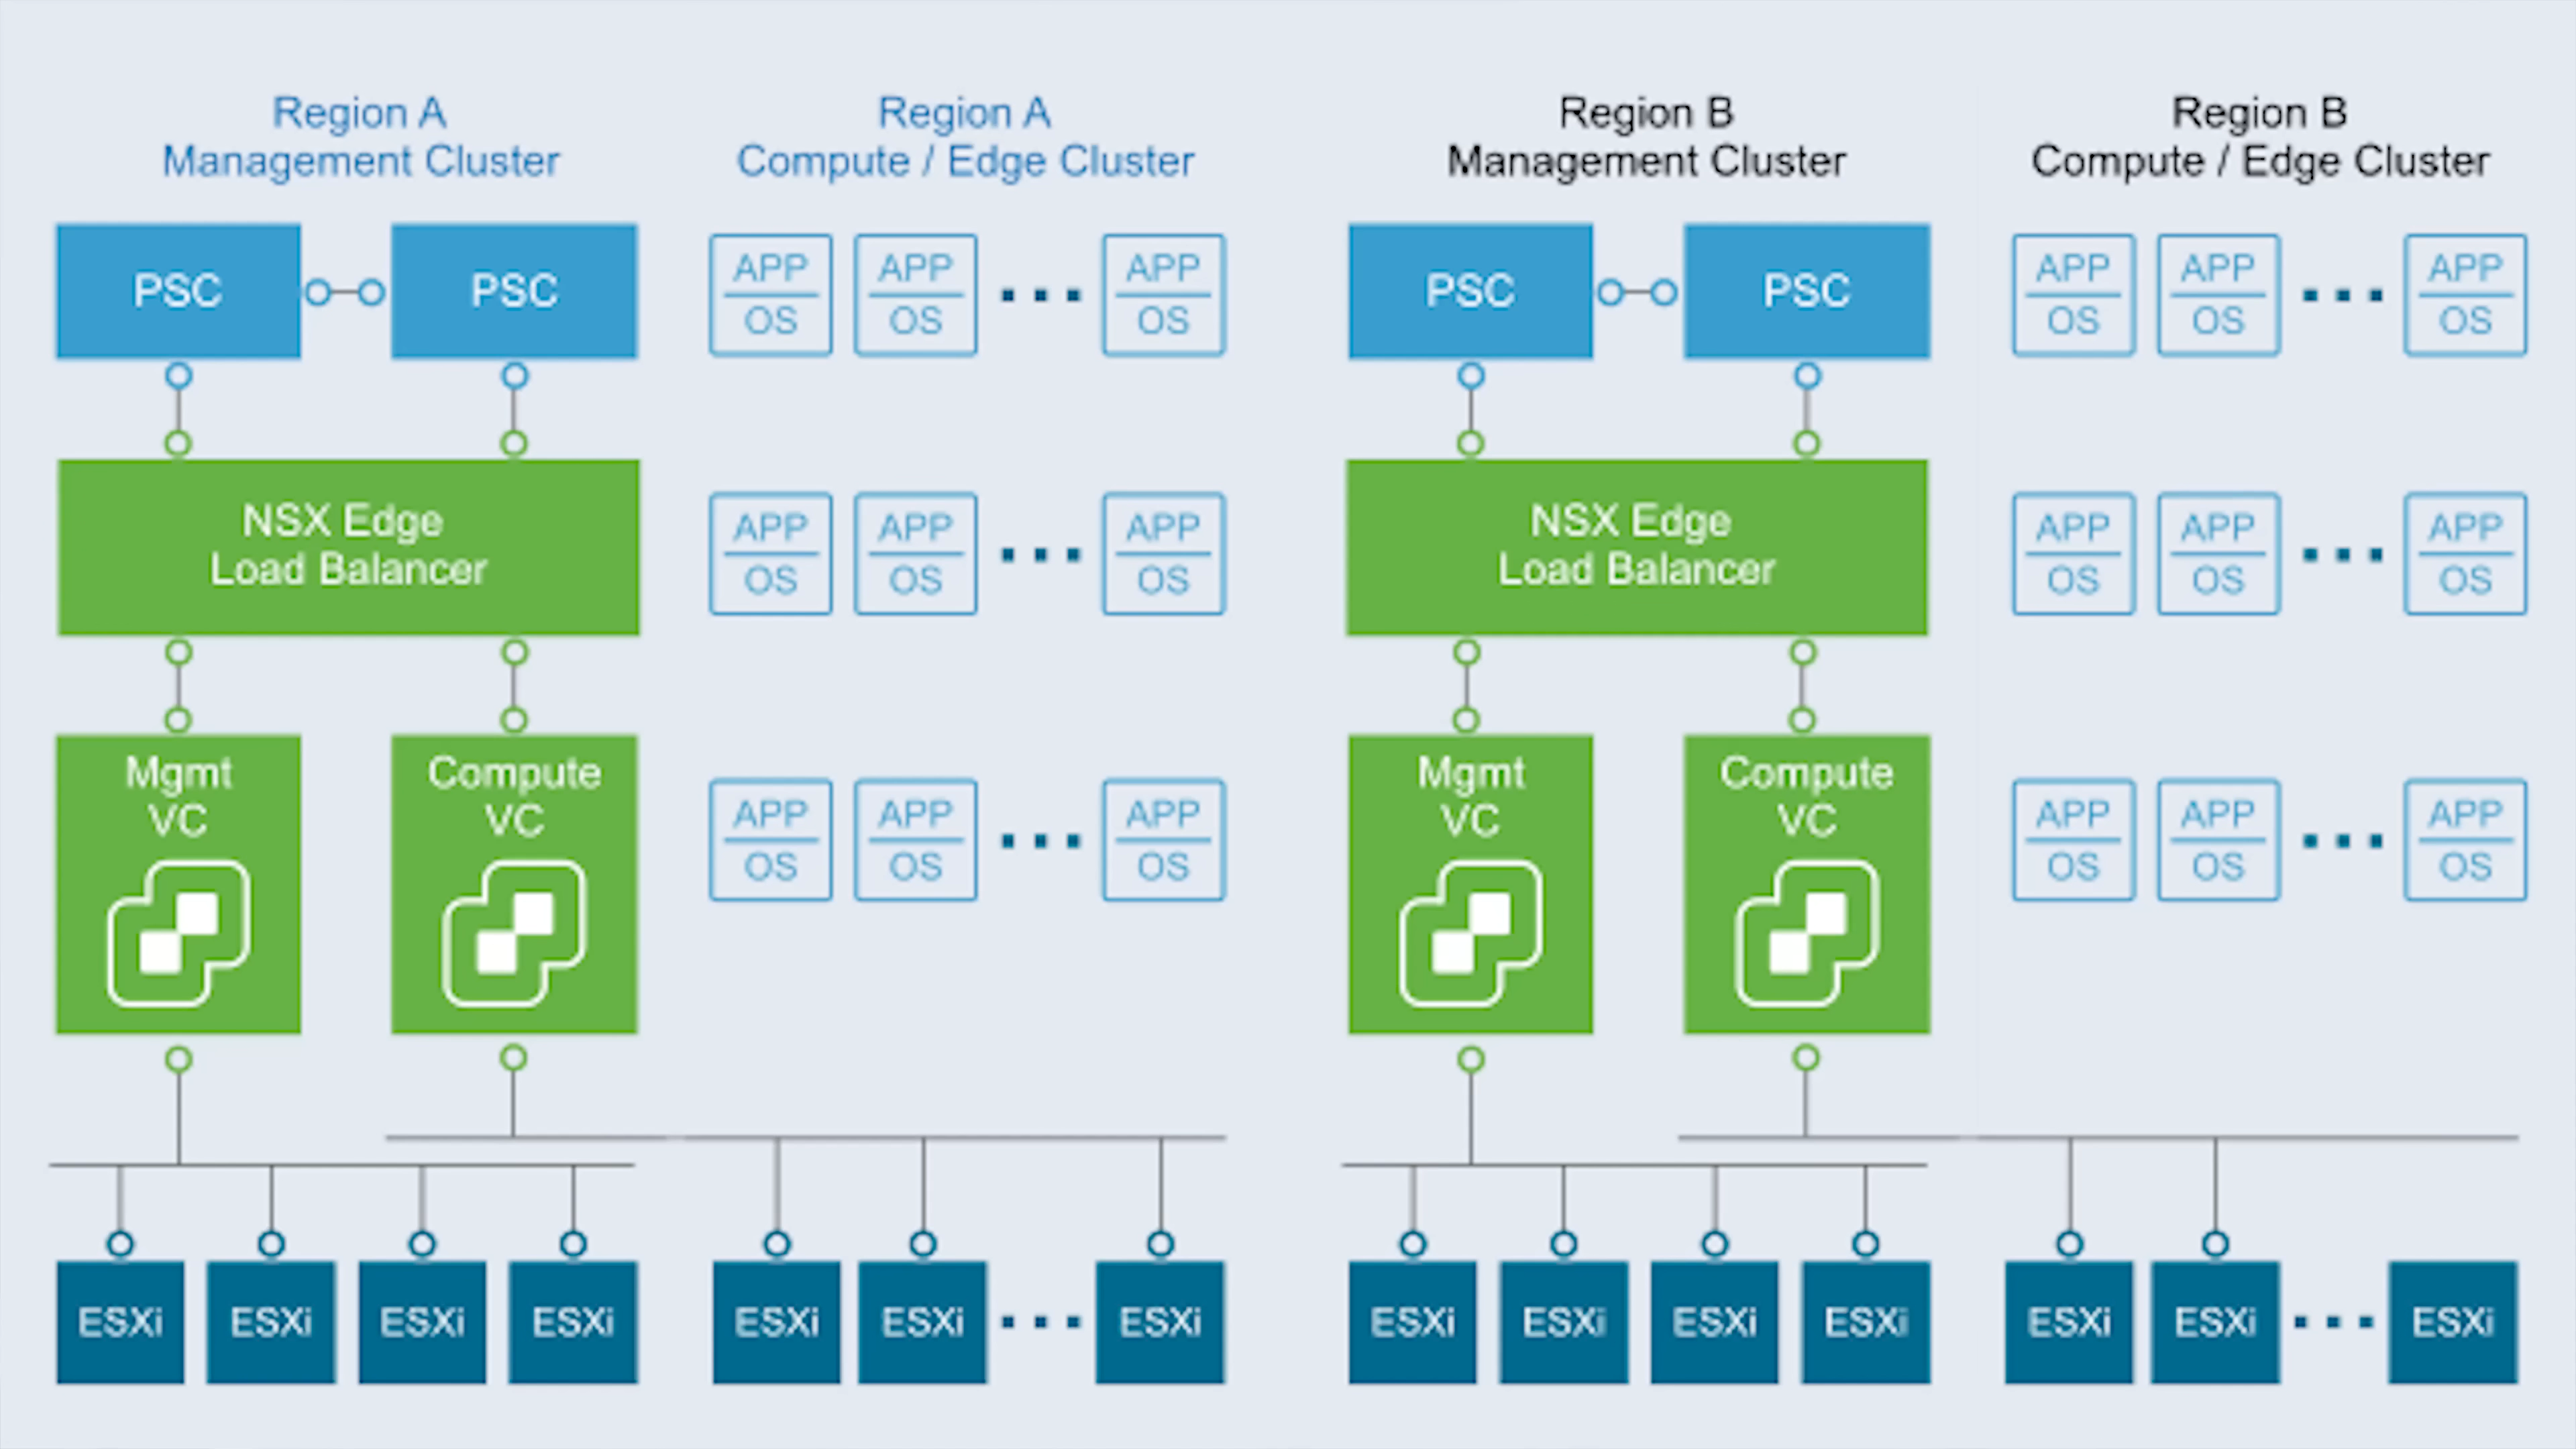 Region A
Management Cluster
Region A
Compute / Edge Cluster
Region B
Management Cluster
Region B
Compute / Edge Cluster
PSC
PSC
APP
OS
APP
OS
APP
OS
PSC
PSC
APP
OS
APP
OS
APP
OS
NSX Edge
Load Balancer
APP
OS
APP
OS
APP
OS
NSX Edge
Load Balancer
APP
OS
APP
OS
APP
OS
Mgmt
VC
Compute
VC
APP
OS
APP
OS
APP
OS
Mgmt
VC
Compute
VC
APP
OS
APP
OS
APP
OS
ESXi
ESXi
ESXi
ESXi
ESXi
ESXi
ESXi
ESXi
ESXi
ESXi
ESXi
ESXi
ESXi
ESXi